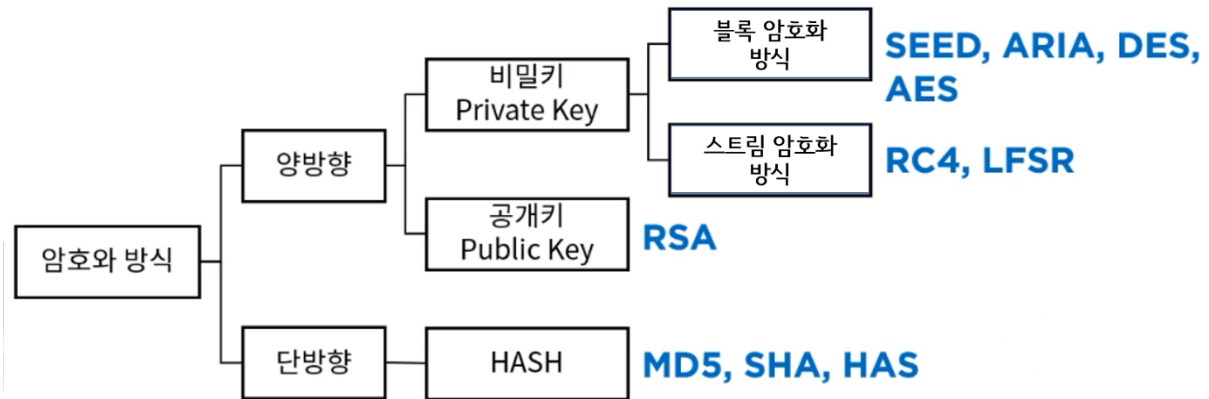 블록 암호화
방식
SEED, ARIA, DES,
AES
비밀키
Private Key
스트림 암호화
방식
RC4, LFSR
양방향
공개키
Public Key
RSA
암호와 방식
단방향
HASH
MD5, SHA, HAS